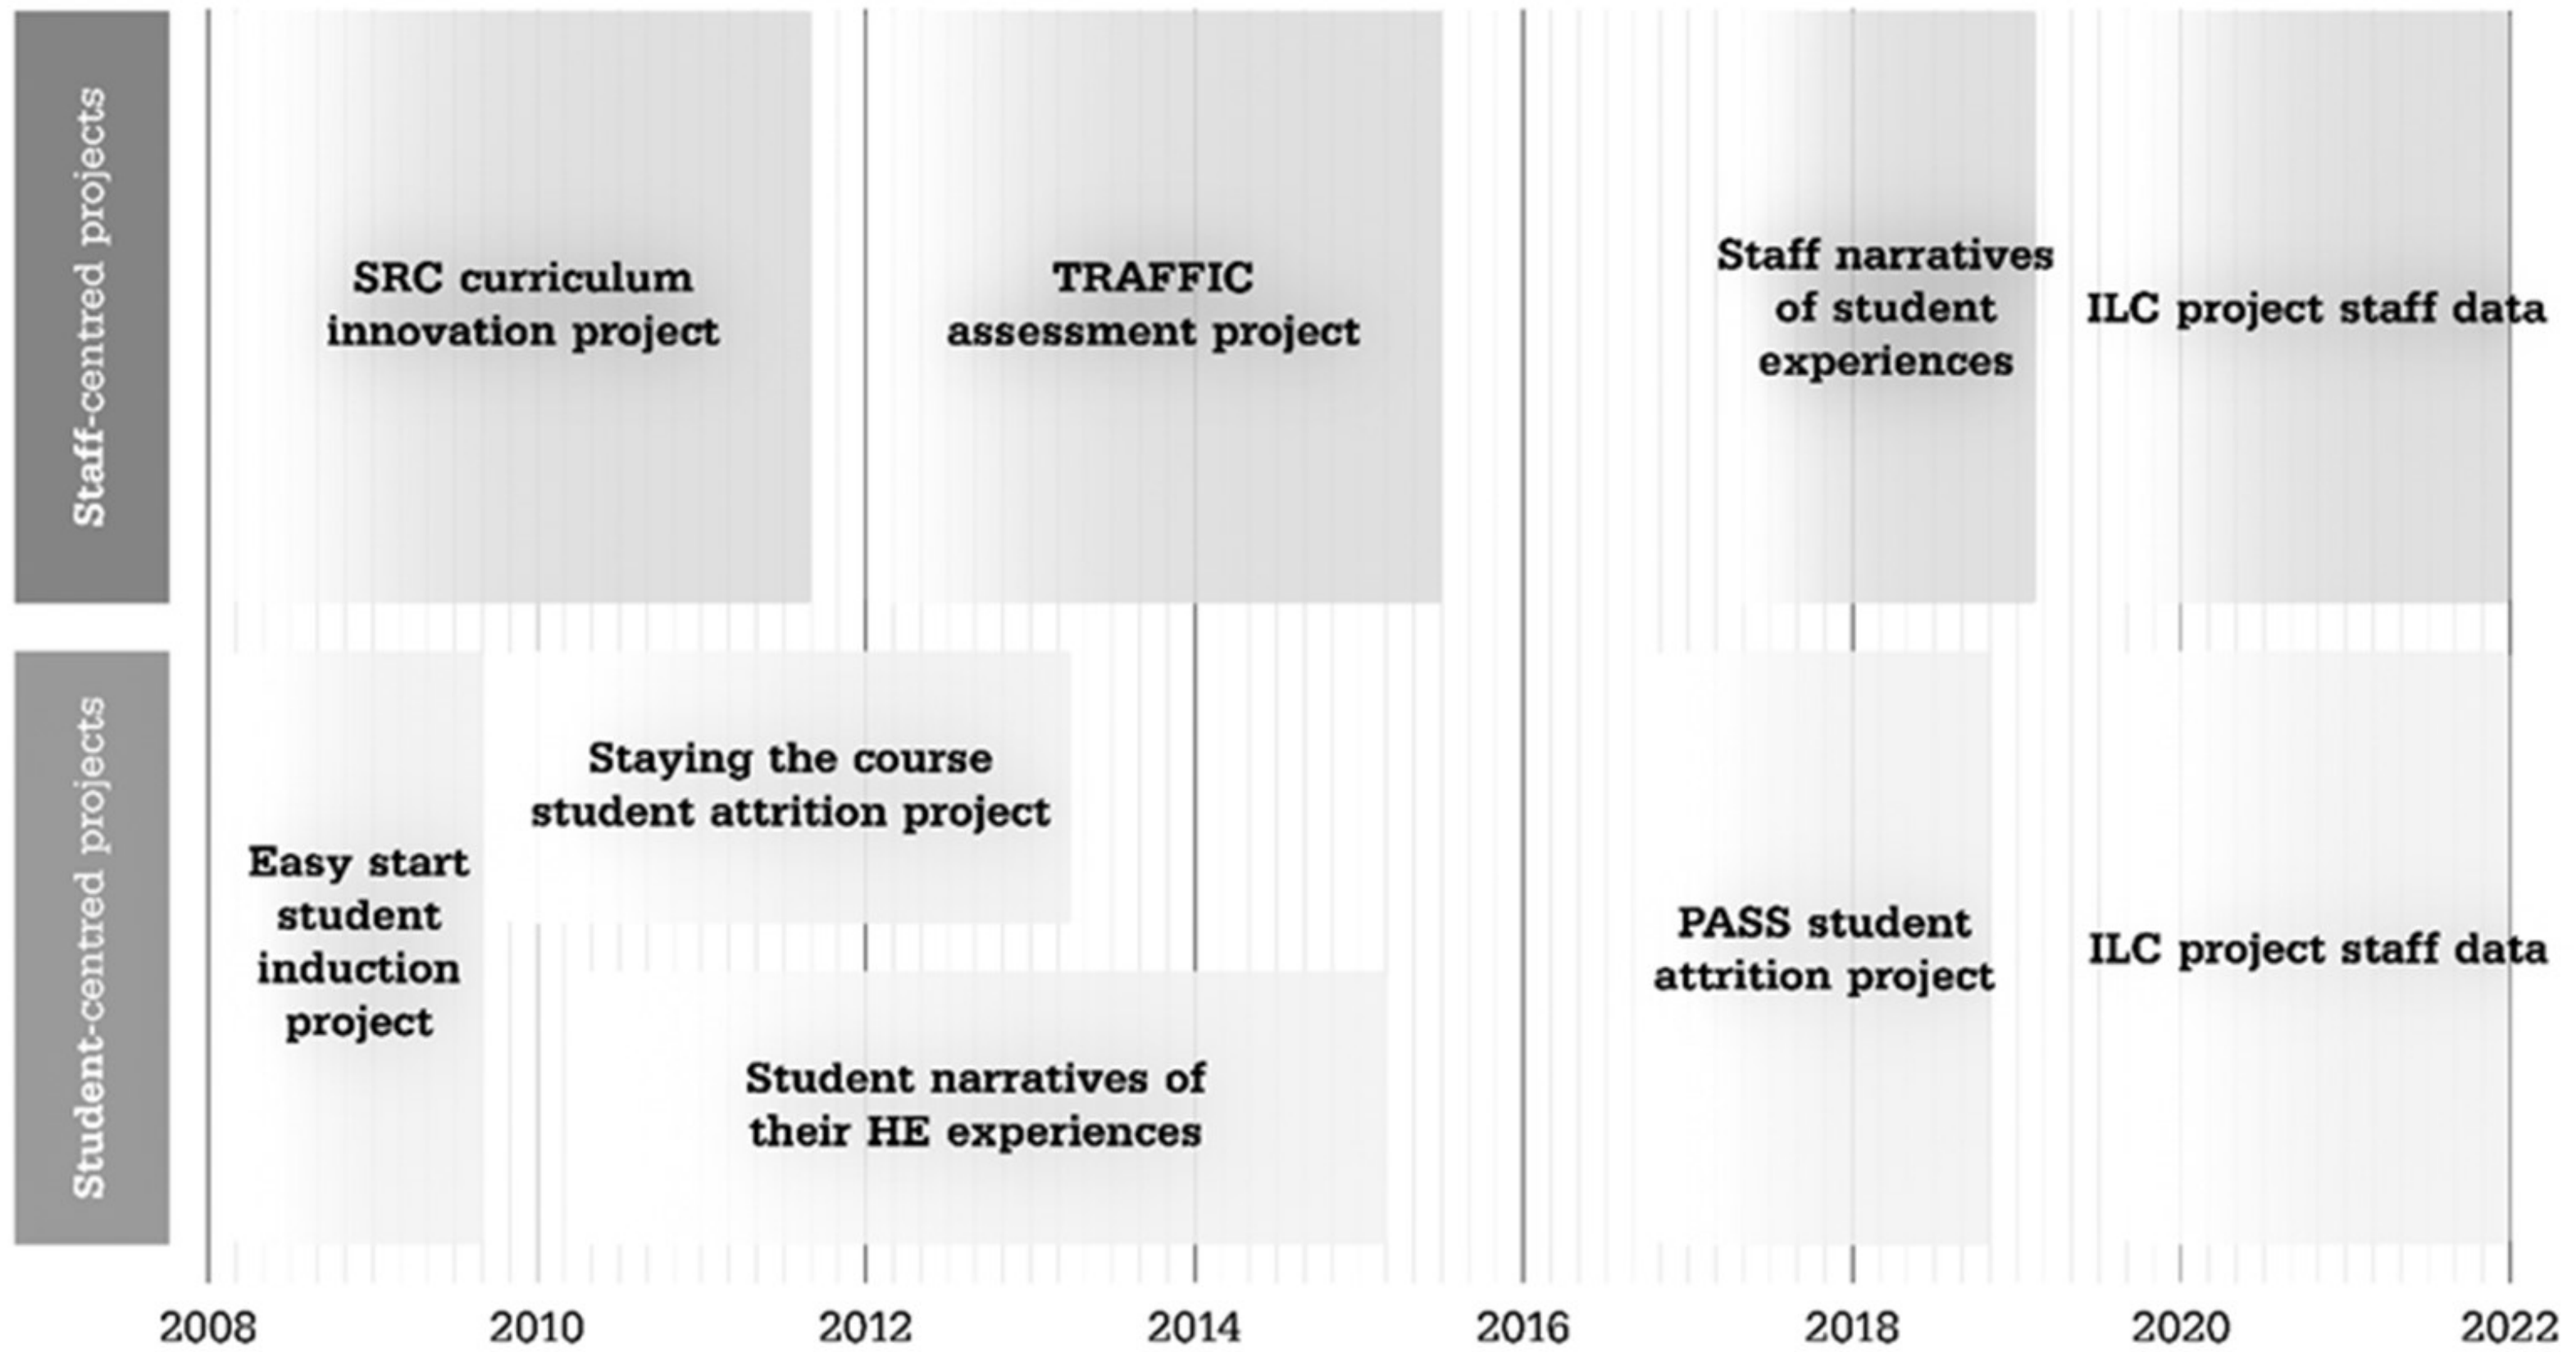 Staff-centred projects
SRC curriculum
innovation project
TRAFFIC
assessment project
Staff narratives
of student
experiences
ILC project staff data
Student-centred projects
Easy start
student
induction
project
Staying the course
student attrition project
Student narratives of
their HE experiences
PASS student
attrition project
ILC project staff data
2008
2010
2012
2014
2016
2018
2020
2022